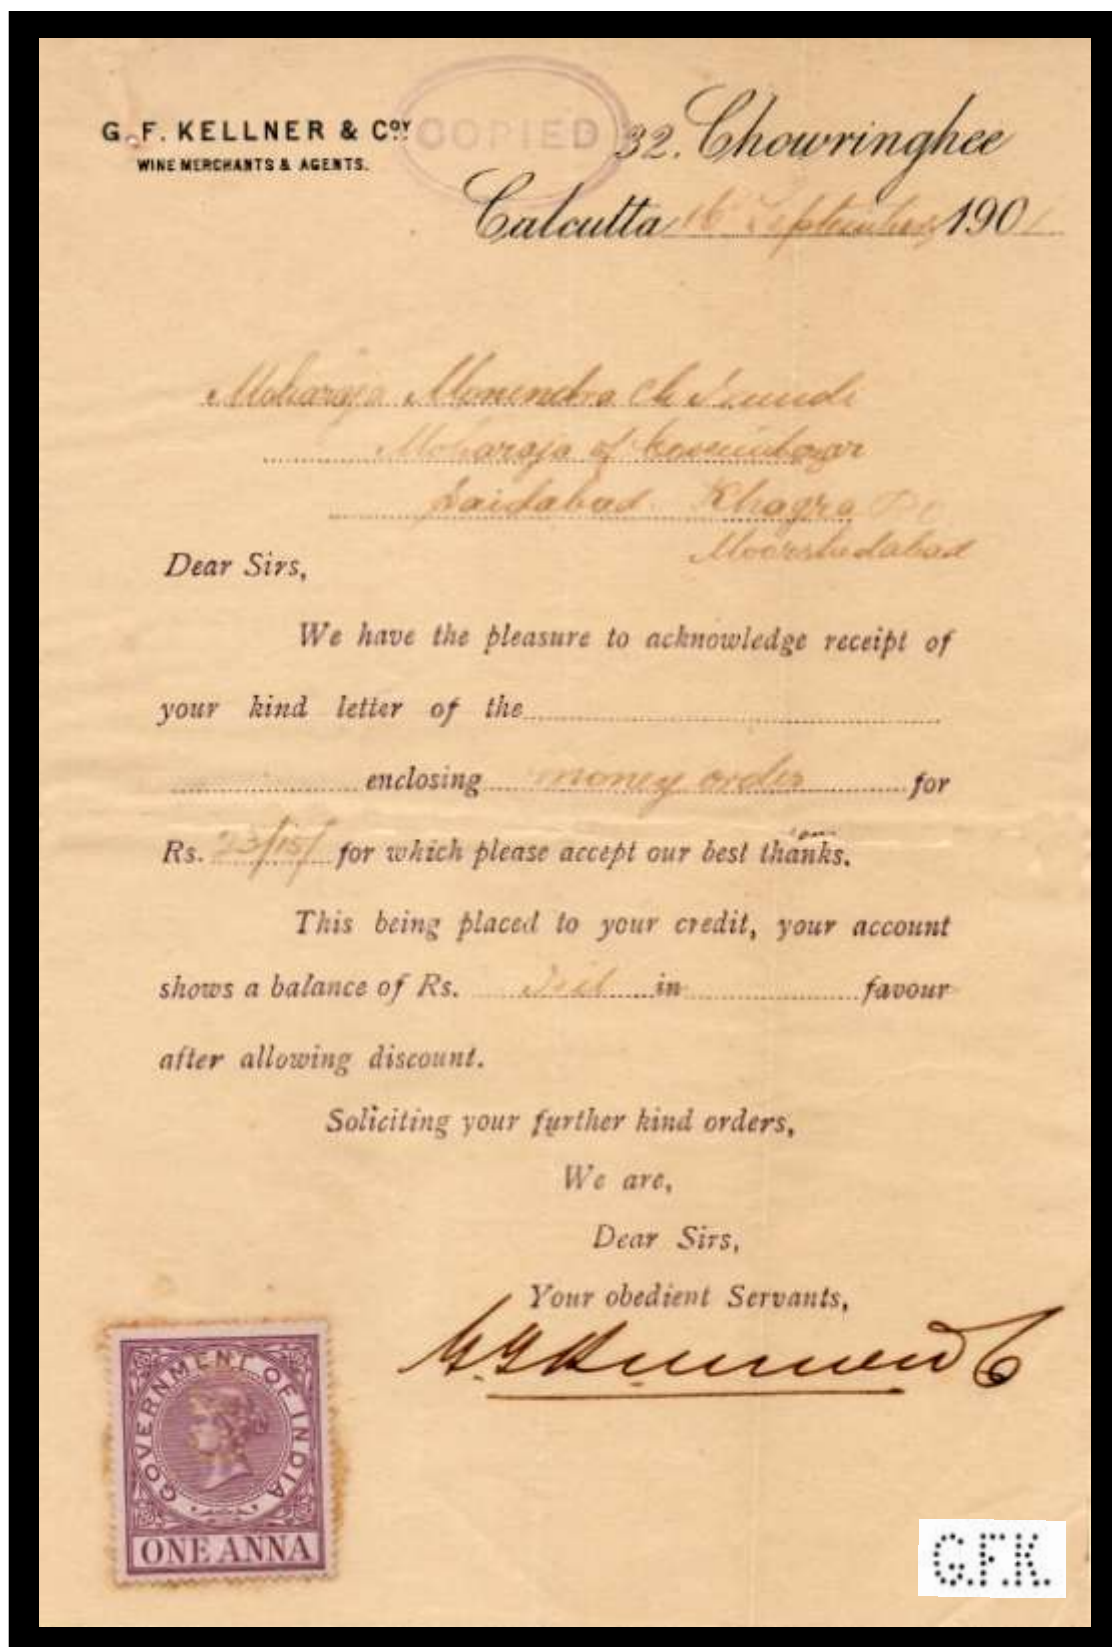 G. F. KELLNER & Coy
WINE MERCHANTS & AGENTS.
COPIED
32. Chowringhee
Calcutta 16 September 1901
Moharaja Monendra Ch Nundi
Moharaja of Cossimbazar
Saidabad Khagra P.O
Moorshedabad
Dear Sirs,
We have the pleasure to acknowledge receipt of
your kind letter of the
enclosing money order for
Rs. 23/15/ for which please accept our best thanks.
This being placed to your credit, your account
shows a balance of Rs. Nil in favour
after allowing discount.
Soliciting your further kind orders,
We are,
Dear Sirs,
Your obedient Servants,
GOVERNMENT OF INDIA
ONE ANNA
G.F.K.